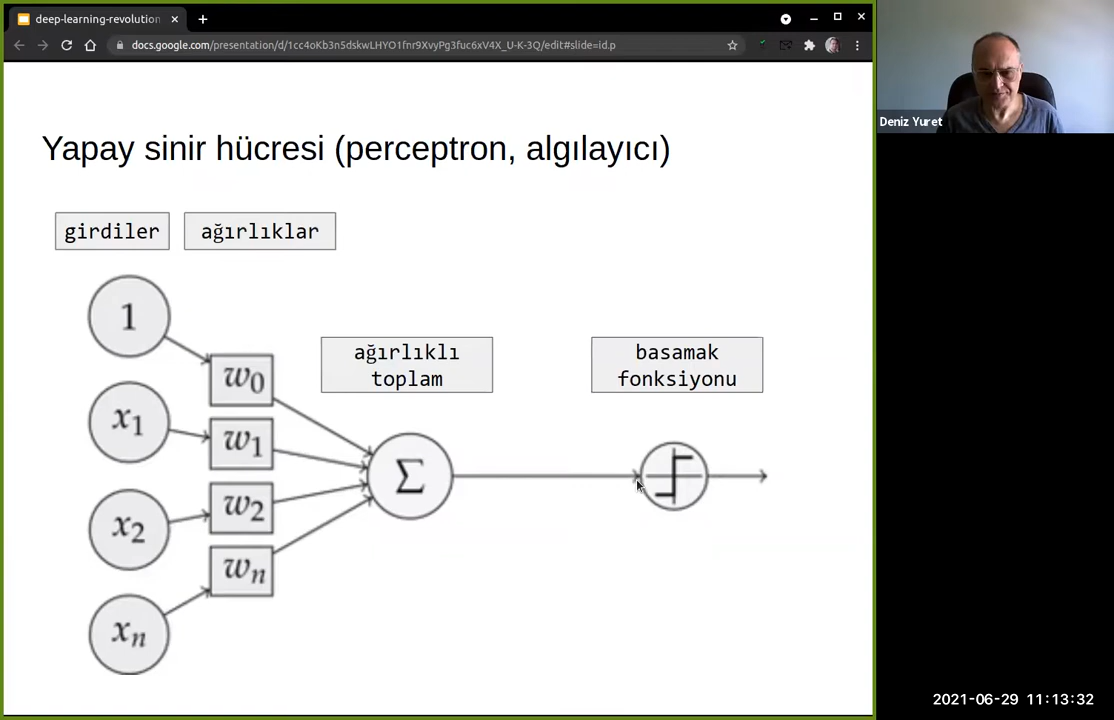 deep-learning-revolution
docs.google.com/presentation/d/1cc4oKb3n5dskwLHYO1fnr9XvyPg3fuc6xV4X_U-K-3Q/edit#slide=id.p
Deniz Yuret
Yapay sinir hücresi (perceptron, algılayıcı)
girdiler
ağırlıklar
1
w0
ağırlıklı
toplam
basamak
fonksiyonu
x1
w1
Σ
w2
x2
wn
xn
2021-06-29 11:13:32